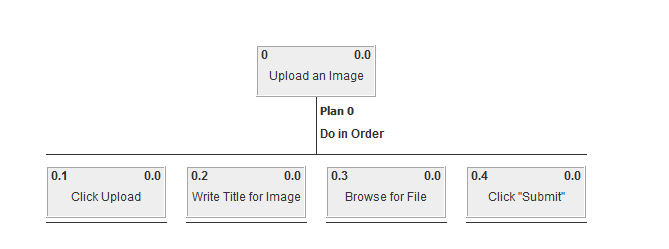 0 0.0
Upload an Image
Plan 0
Do in Order
0.1 0.0
Click Upload
0.2 0.0
Write Title for Image
0.3 0.0
Browse for File
0.4 0.0
Click "Submit"